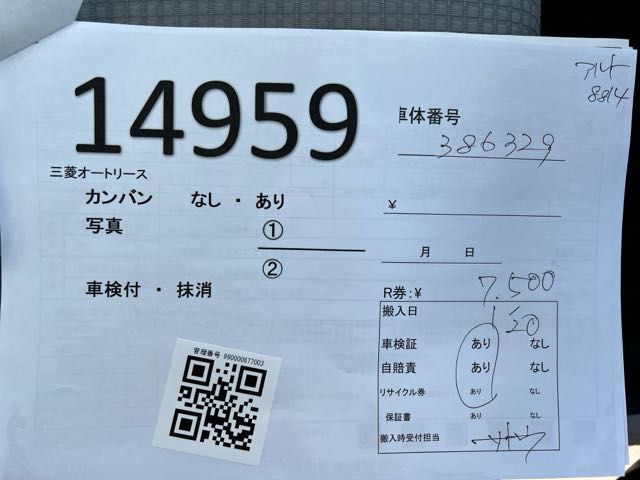 アルト
8814
14959
車体番号
386329
三菱オートリース
カンバン なし ・ あり
¥
写真 ①
②
月 日
車検付 ・ 抹消
R券:¥ 7.500
搬入日 1/20
車検証 あり なし
自賠責 あり なし
リサイクル券 あり なし
保証書 あり なし
搬入時受付担当
管理番号 990000677003